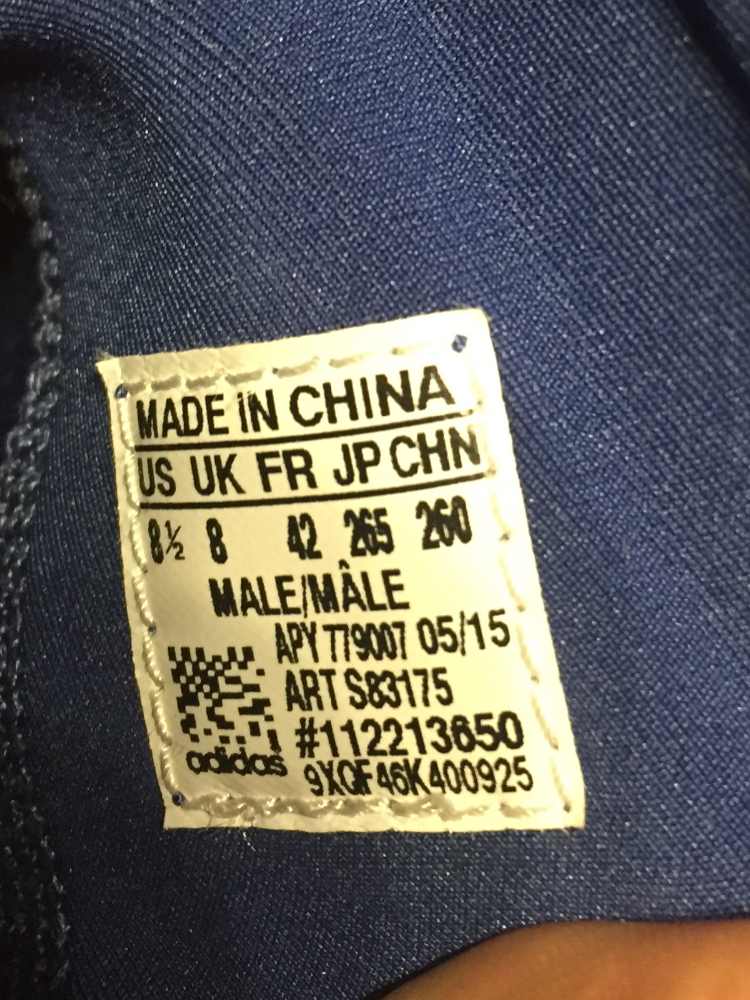 MADE IN CHINA
US UK FR JP CHN
8½ 8 42 265 260
MALE/MÂLE
APY 779007 05/15
ART S83175
#112213650
adidas
9XQF46K400925